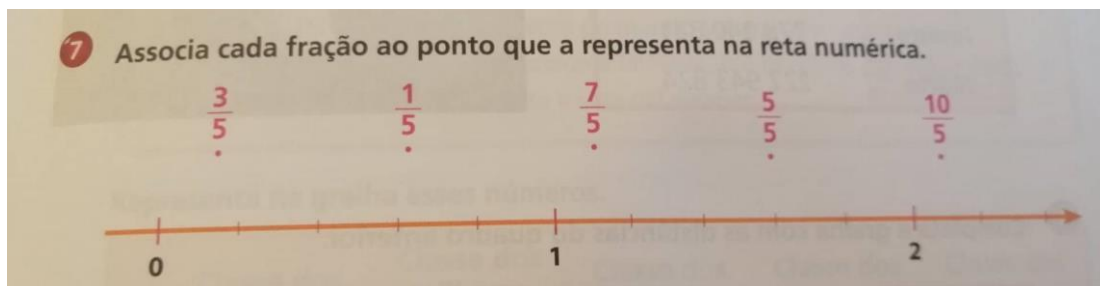 7 Associa cada fração ao ponto que a representa na reta numérica.
3/5 1/5 7/5 5/5 10/5
0 1 2